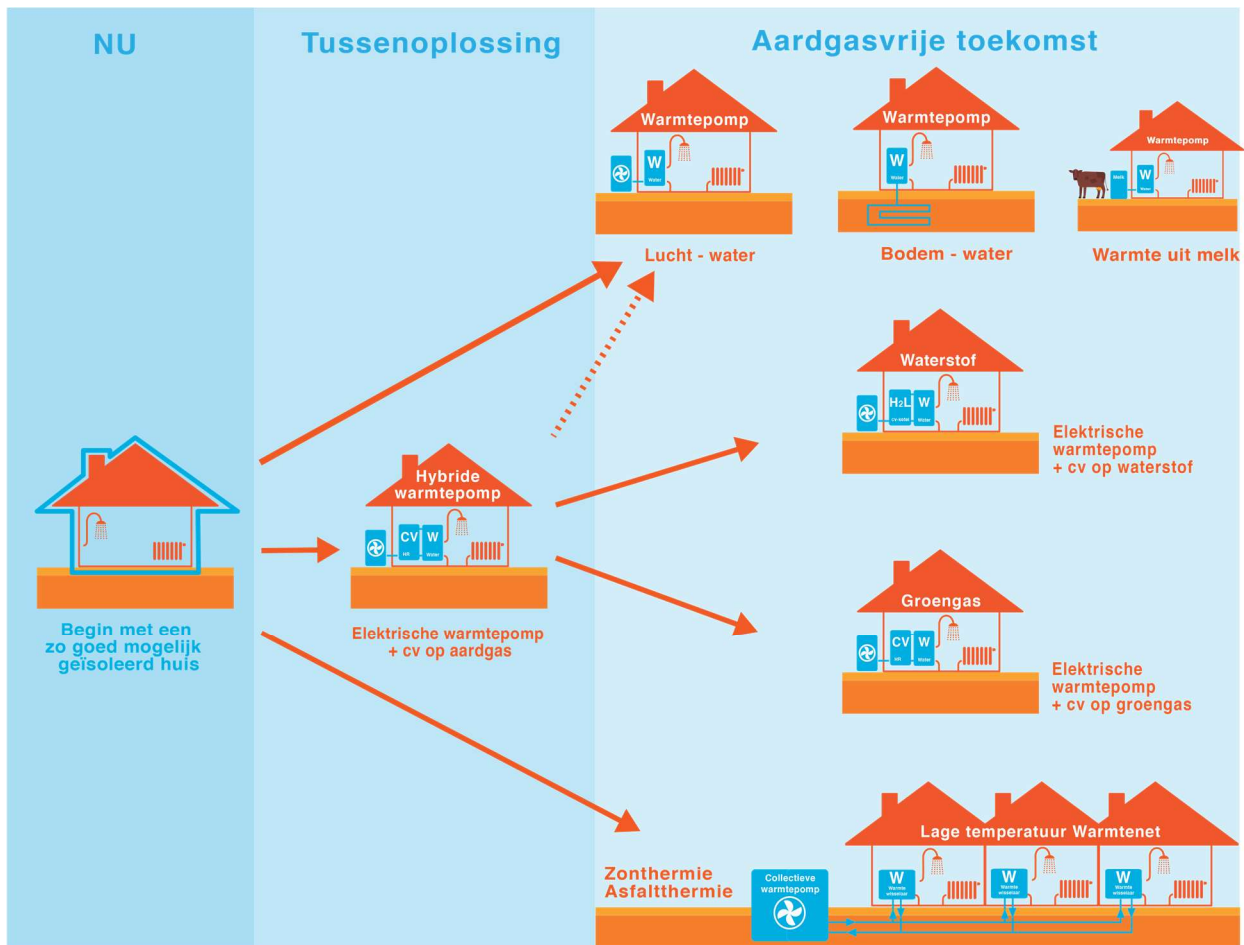 NU
Tussenoplossing
Aardgasvrije toekomst
Warmtepomp
W
Water
Lucht - water
Warmtepomp
W
Water
Bodem - water
Warmtepomp
Melk
W
Water
Warmte uit melk
Waterstof
H2L
cv-ketel
W
Water
Elektrische
warmtepomp
+ cv op waterstof
Begin met een
zo goed mogelijk
geïsoleerd huis
Hybride
warmtepomp
CV
HR
W
Water
Elektrische warmtepomp
+ cv op aardgas
Groengas
CV
HR
W
Water
Elektrische
warmtepomp
+ cv op groengas
Lage temperatuur Warmtenet
Zonthermie
Asfaltthermie
Collectieve
warmtepomp
W
Warmte
wisselaar
W
Warmte
wisselaar
W
Warmte
wisselaar